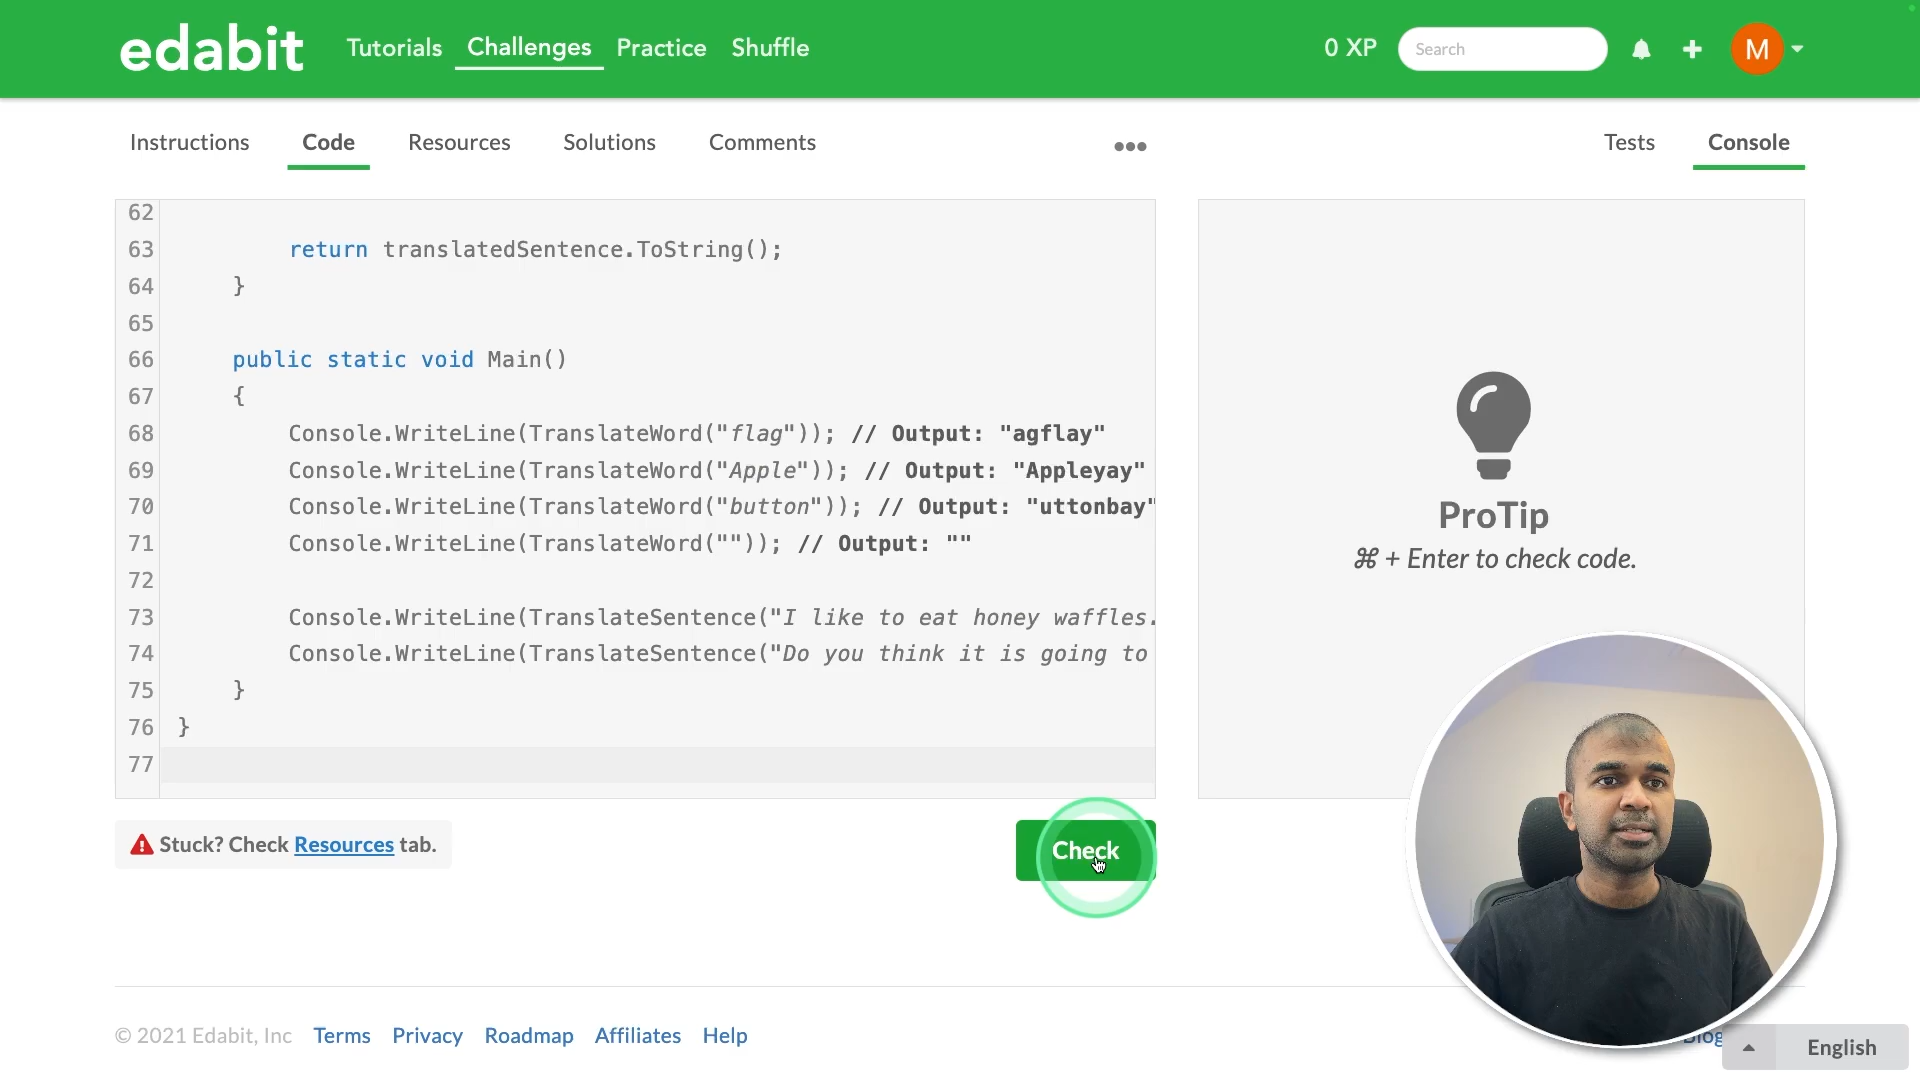 edabit Tutorials Challenges Practice Shuffle 0 XP Search M
Instructions Code Resources Solutions Comments ••• Tests Console
62
63 return translatedSentence.ToString();
64 }
65
66 public static void Main()
67 {
68 Console.WriteLine(TranslateWord("flag")); // Output: "agflay"
69 Console.WriteLine(TranslateWord("Apple")); // Output: "Appleyay"
70 Console.WriteLine(TranslateWord("button")); // Output: "uttonbay"
71 Console.WriteLine(TranslateWord("")); // Output: ""
72
73 Console.WriteLine(TranslateSentence("I like to eat honey waffles.
74 Console.WriteLine(TranslateSentence("Do you think it is going to
75 }
76 }
77
ProTip
⌘ + Enter to check code.
Stuck? Check Resources tab.
Check
© 2021 Edabit, Inc Terms Privacy Roadmap Affiliates Help Blog
English